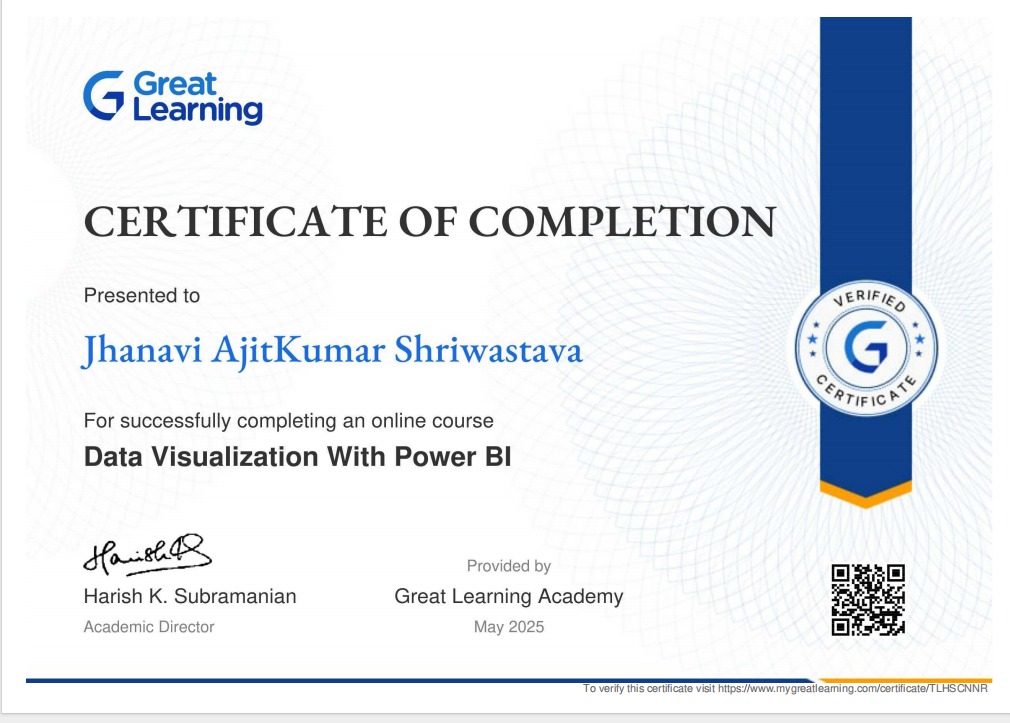 Great
Learning
CERTIFICATE OF COMPLETION
Presented to
Jhanavi AjitKumar Shriwastava
VERIFIED
CERTIFICATE
For successfully completing an online course
Data Visualization With Power BI
HarishKS
Harish K. Subramanian
Academic Director
Provided by
Great Learning Academy
May 2025
To verify this certificate visit https://www.mygreatlearning.com/certificate/TLHSCNNR